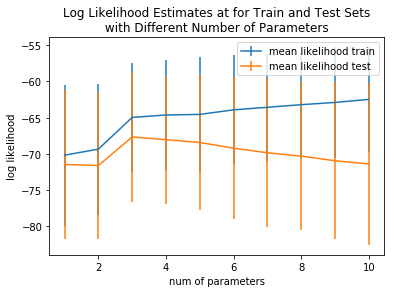 Log Likelihood Estimates at for Train and Test Sets
with Different Number of Parameters
mean likelihood train
mean likelihood test
log likelihood
−55
−60
−65
−70
−75
−80
2
4
6
8
10
num of parameters